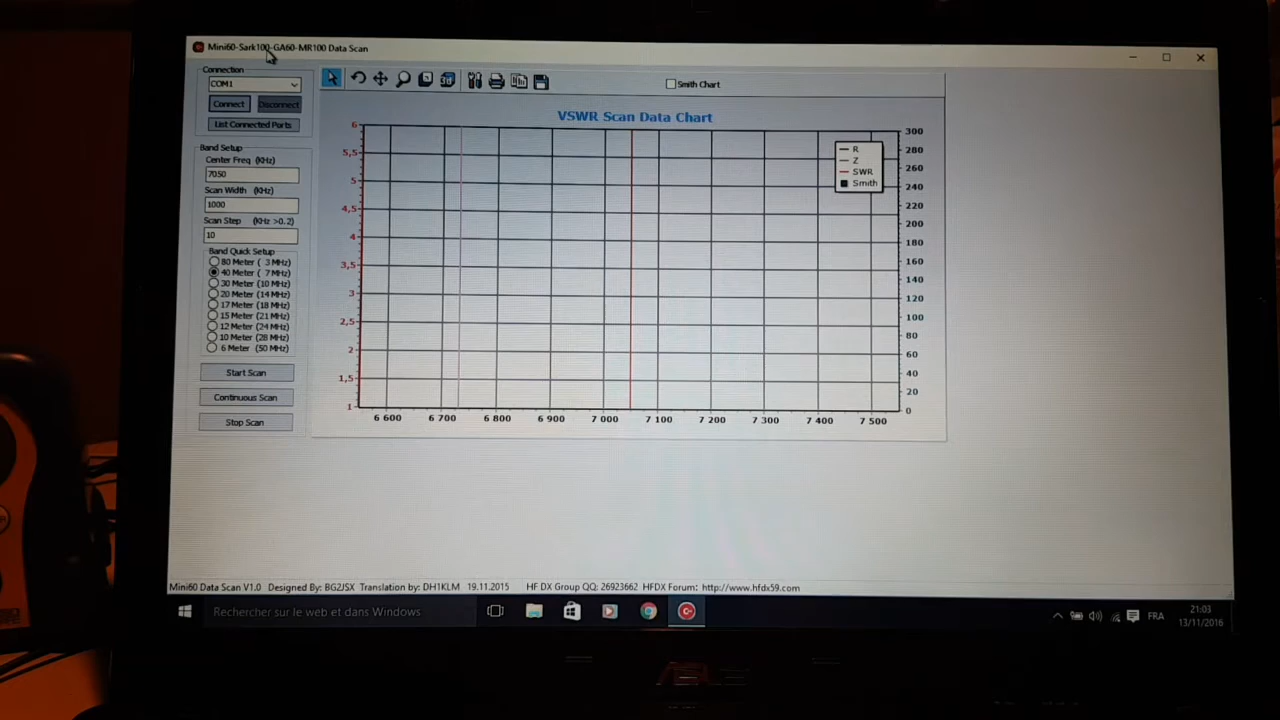 Mini60-Sark100-GA60-MR100 Data Scan
Connection
COM1
Connect Disconnect
List Connected Ports
Band Setup
Center Freq (KHz)
7050
Scan Width (KHz)
1000
Scan Step (KHz >0.2)
10
Band Quick Setup
80 Meter ( 3 MHz)
40 Meter ( 7 MHz)
30 Meter (10 MHz)
20 Meter (14 MHz)
17 Meter (18 MHz)
15 Meter (21 MHz)
12 Meter (24 MHz)
10 Meter (28 MHz)
6 Meter (50 MHz)
Start Scan
Continuous Scan
Stop Scan
3D
Smith Chart
VSWR Scan Data Chart
6
5,5
5
4,5
4
3,5
3
2,5
2
1,5
1
R
Z
SWR
Smith
300
280
260
240
220
200
180
160
140
120
100
80
60
40
20
0
6 600 6 700 6 800 6 900 7 000 7 100 7 200 7 300 7 400 7 500
Mini60 Data Scan V1.0 Designed By: BG2JSX Translation by: DH1KLM 19.11.2015 HF DX Group QQ: 26923662 HFDX Forum: http://www.hfdx59.com
Rechercher sur le web et dans Windows
FRA
21:03
13/11/2016